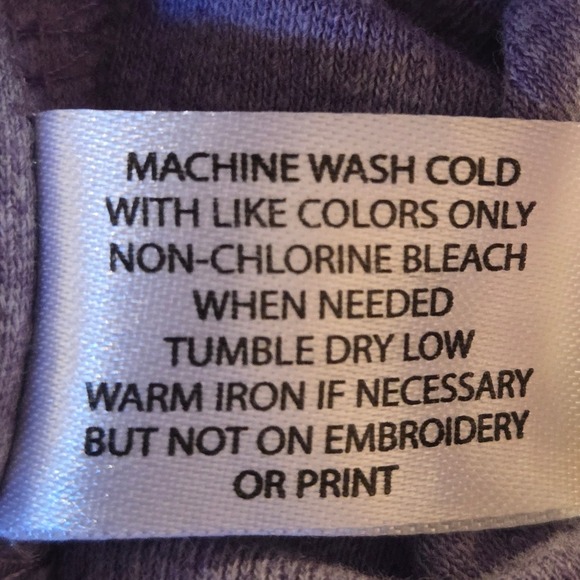 MACHINE WASH COLD
WITH LIKE COLORS ONLY
NON-CHLORINE BLEACH
WHEN NEEDED
TUMBLE DRY LOW
WARM IRON IF NECESSARY
BUT NOT ON EMBROIDERY
OR PRINT